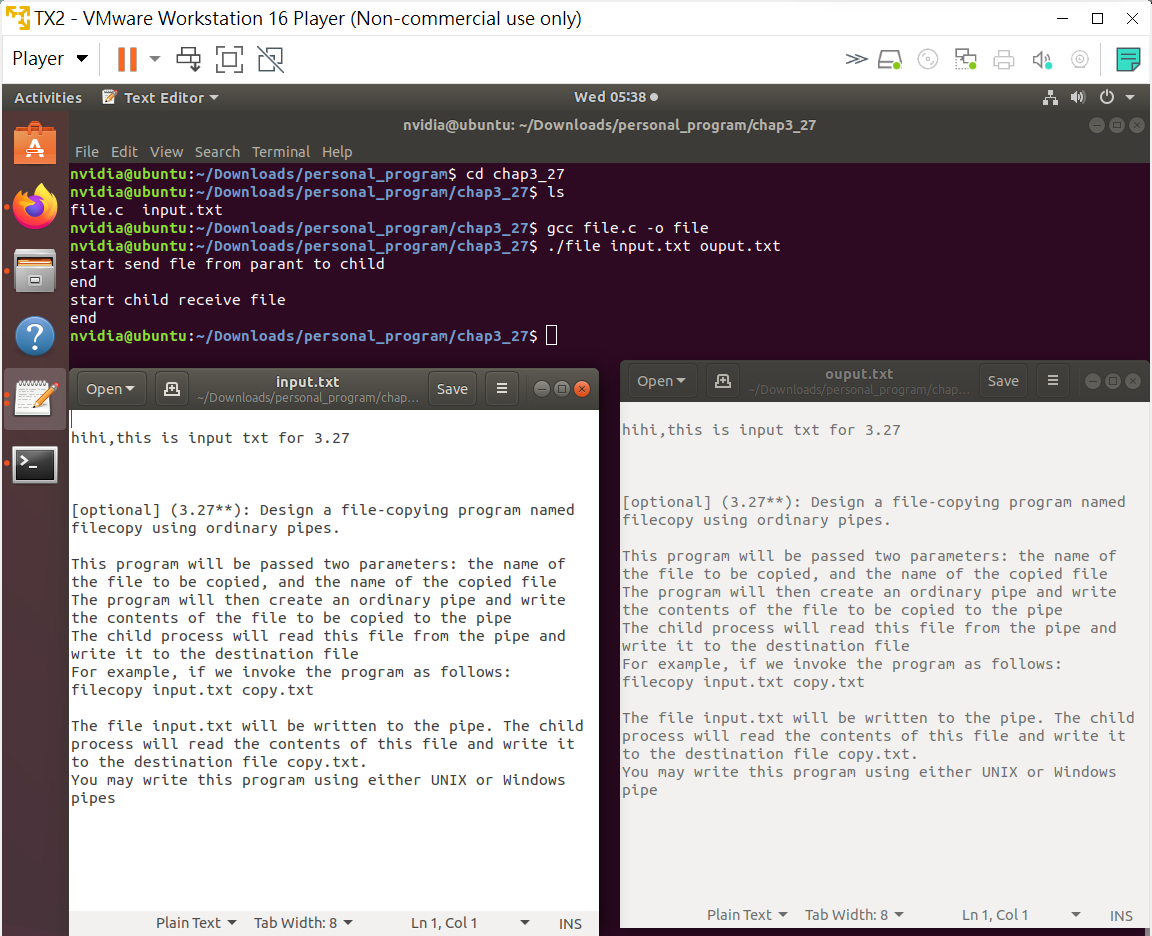 TX2 - VMware Workstation 16 Player (Non-commercial use only)
Player
Activities Text Editor Wed 05:38
nvidia@ubuntu: ~/Downloads/personal_program/chap3_27
File Edit View Search Terminal Help
nvidia@ubuntu:~/Downloads/personal_program$ cd chap3_27
nvidia@ubuntu:~/Downloads/personal_program/chap3_27$ ls
file.c input.txt
nvidia@ubuntu:~/Downloads/personal_program/chap3_27$ gcc file.c -o file
nvidia@ubuntu:~/Downloads/personal_program/chap3_27$ ./file input.txt ouput.txt
start send fle from parant to child
end
start child receive file
end
nvidia@ubuntu:~/Downloads/personal_program/chap3_27$
Open input.txt Save
~/Downloads/personal_program/chap...
hihi,this is input txt for 3.27
[optional] (3.27**): Design a file-copying program named
filecopy using ordinary pipes.
This program will be passed two parameters: the name of
the file to be copied, and the name of the copied file
The program will then create an ordinary pipe and write
the contents of the file to be copied to the pipe
The child process will read this file from the pipe and
write it to the destination file
For example, if we invoke the program as follows:
filecopy input.txt copy.txt
The file input.txt will be written to the pipe. The child
process will read the contents of this file and write it
to the destination file copy.txt.
You may write this program using either UNIX or Windows
pipes
Plain Text Tab Width: 8 Ln 1, Col 1 INS
Open ouput.txt Save
~/Downloads/personal_program/chap...
hihi,this is input txt for 3.27
[optional] (3.27**): Design a file-copying program named
filecopy using ordinary pipes.
This program will be passed two parameters: the name of
the file to be copied, and the name of the copied file
The program will then create an ordinary pipe and write
the contents of the file to be copied to the pipe
The child process will read this file from the pipe and
write it to the destination file
For example, if we invoke the program as follows:
filecopy input.txt copy.txt
The file input.txt will be written to the pipe. The child
process will read the contents of this file and write it
to the destination file copy.txt.
You may write this program using either UNIX or Windows
pipe
Plain Text Tab Width: 8 Ln 1, Col 1 INS